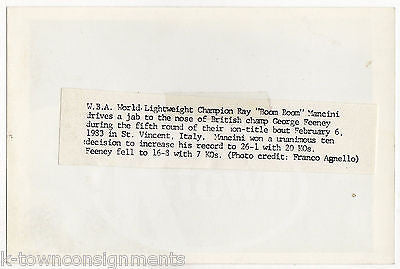 W.B.A. World Lightweight Champion Ray "Boom Boom" Mancini
drives a jab to the nose of British champ George Feeney
during the fifth round of their non-title bout February 6,
1983 in St. Vincent, Italy. Mancini won a unanimous ten
decision to increase his record to 26-1 with 20 KOs.
Feeney fell to 16-8 with 7 KOs. (Photo credit: Franco Agnello)
k-townconsignments